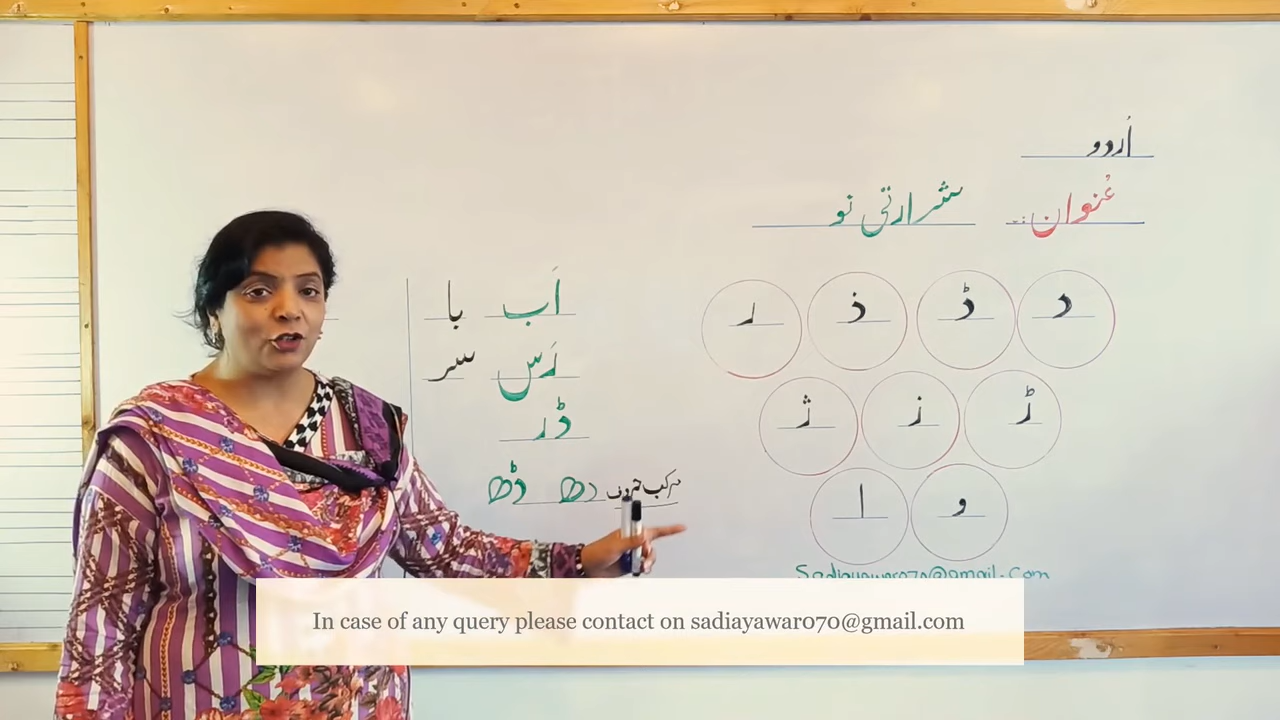 اُردو
عُنوان:۔ شرارتی نو
د ڈ ذ ر
ڑ ز ژ
و ا
اَب با
رَس سر
ڈر
مرکب حروف دھ ڈھ
Sadiayawar070@gmail.com
In case of any query please contact on sadiayawar070@gmail.com